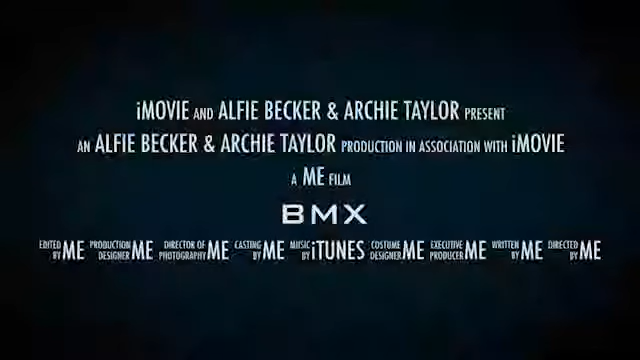 iMOVIE AND ALFIE BECKER & ARCHIE TAYLOR PRESENT
AN ALFIE BECKER & ARCHIE TAYLOR PRODUCTION IN ASSOCIATION WITH iMOVIE
A ME FILM
BMX
EDITED BY ME PRODUCTION DESIGNER ME DIRECTOR OF PHOTOGRAPHY ME CASTING BY ME MUSIC BY iTUNES COSTUME DESIGNER ME EXECUTIVE PRODUCER ME WRITTEN BY ME DIRECTED BY ME